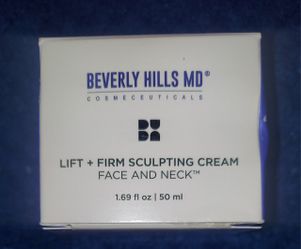 BEVERLY HILLS MD®
COSMECEUTICALS
LIFT + FIRM SCULPTING CREAM
FACE AND NECK™
1.69 fl oz | 50 ml